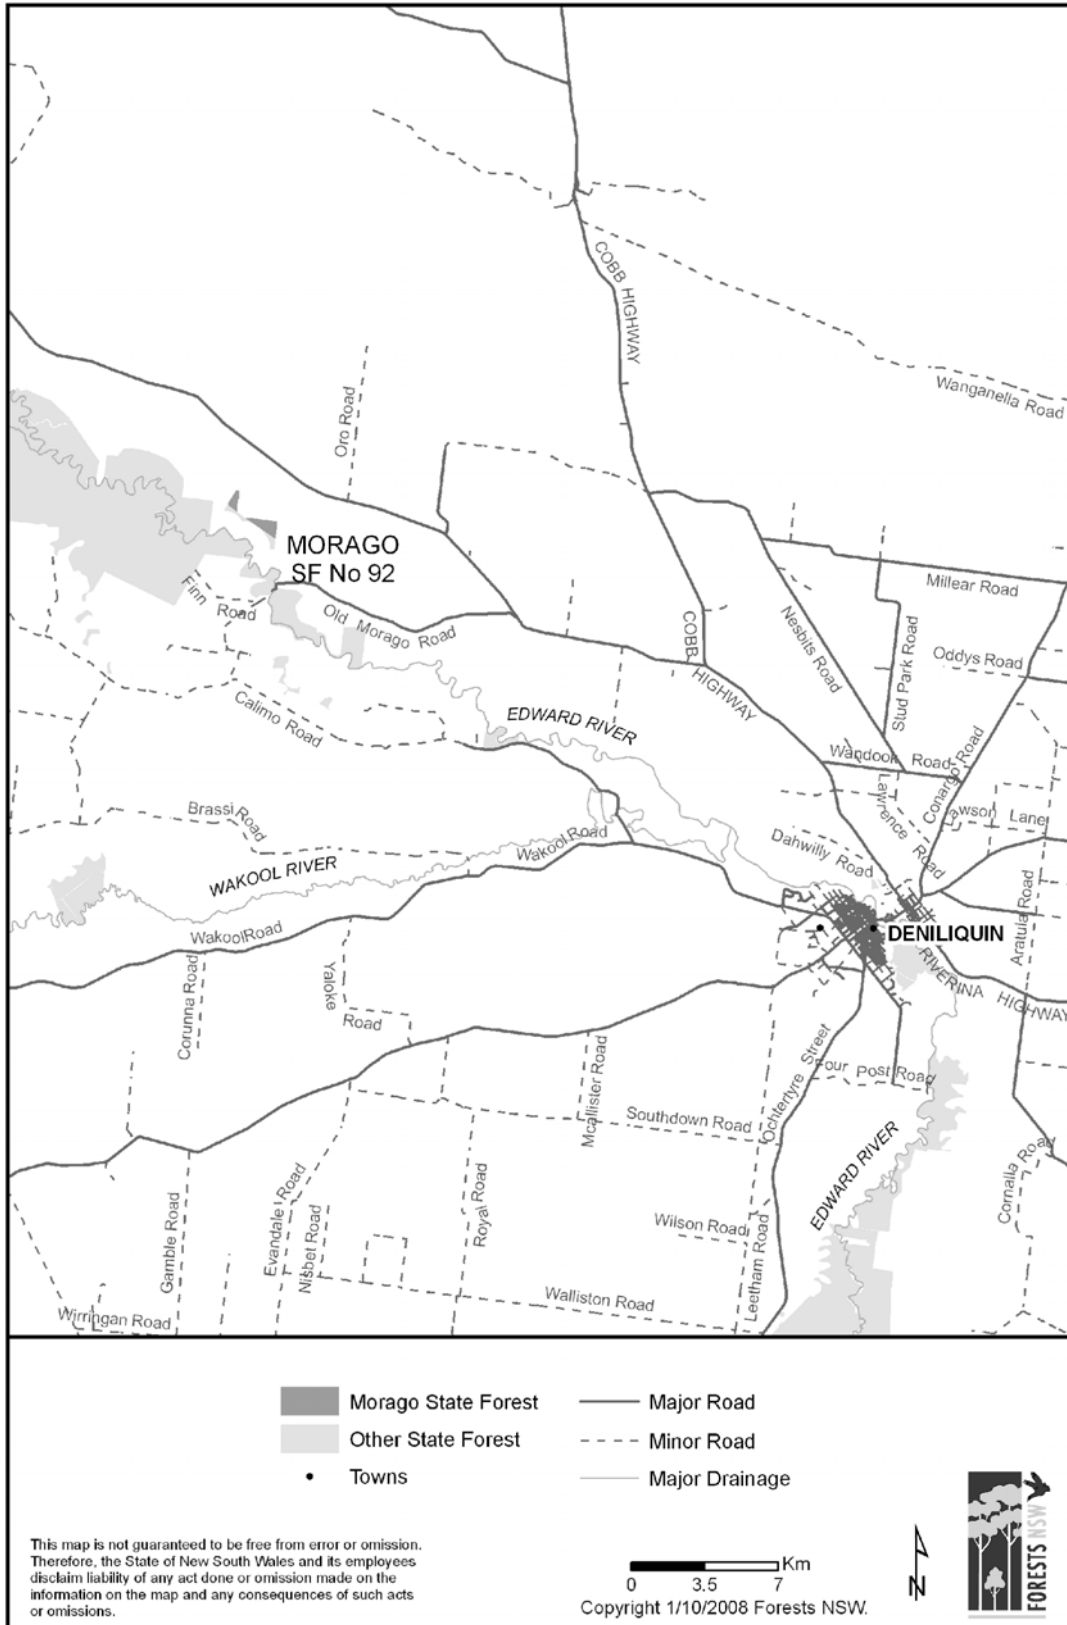 COBB HIGHWAY
Wanganella Road
Oro Road
MORAGO
SF No 92
Finn
Road
Old Morago Road
COBB
HIGHWAY
Millear Road
Nesbits Road
Stud Park Road
Oddys Road
Calimo Road
EDWARD RIVER
Wandook Road
Conargo Road
Lawrence Road
Lawson Lane
Brassi Road
WAKOOL RIVER
Wakool Road
Dahwilly Road
Aratula Road
DENILIQUIN
WakoolRoad
RIVERINA HIGHWAY
Corunna Road
Yaloke
Road
Mcallister Road
Ochtertyre Street
Four Post Road
Southdown Road
EDWARD RIVER
Cornalla Road
Gamble Road
Evandale Road
Nisbet Road
Royal Road
Wilson Road
Leetham Road
Walliston Road
Wirringan Road
Morago State Forest
Other State Forest
Towns
Major Road
Minor Road
Major Drainage
This map is not guaranteed to be free from error or omission.
Therefore, the State of New South Wales and its employees
disclaim liability of any act done or omission made on the
information on the map and any consequences of such acts
or omissions.
Km
0 3.5 7
Copyright 1/10/2008 Forests NSW.
N
FORESTS NSW